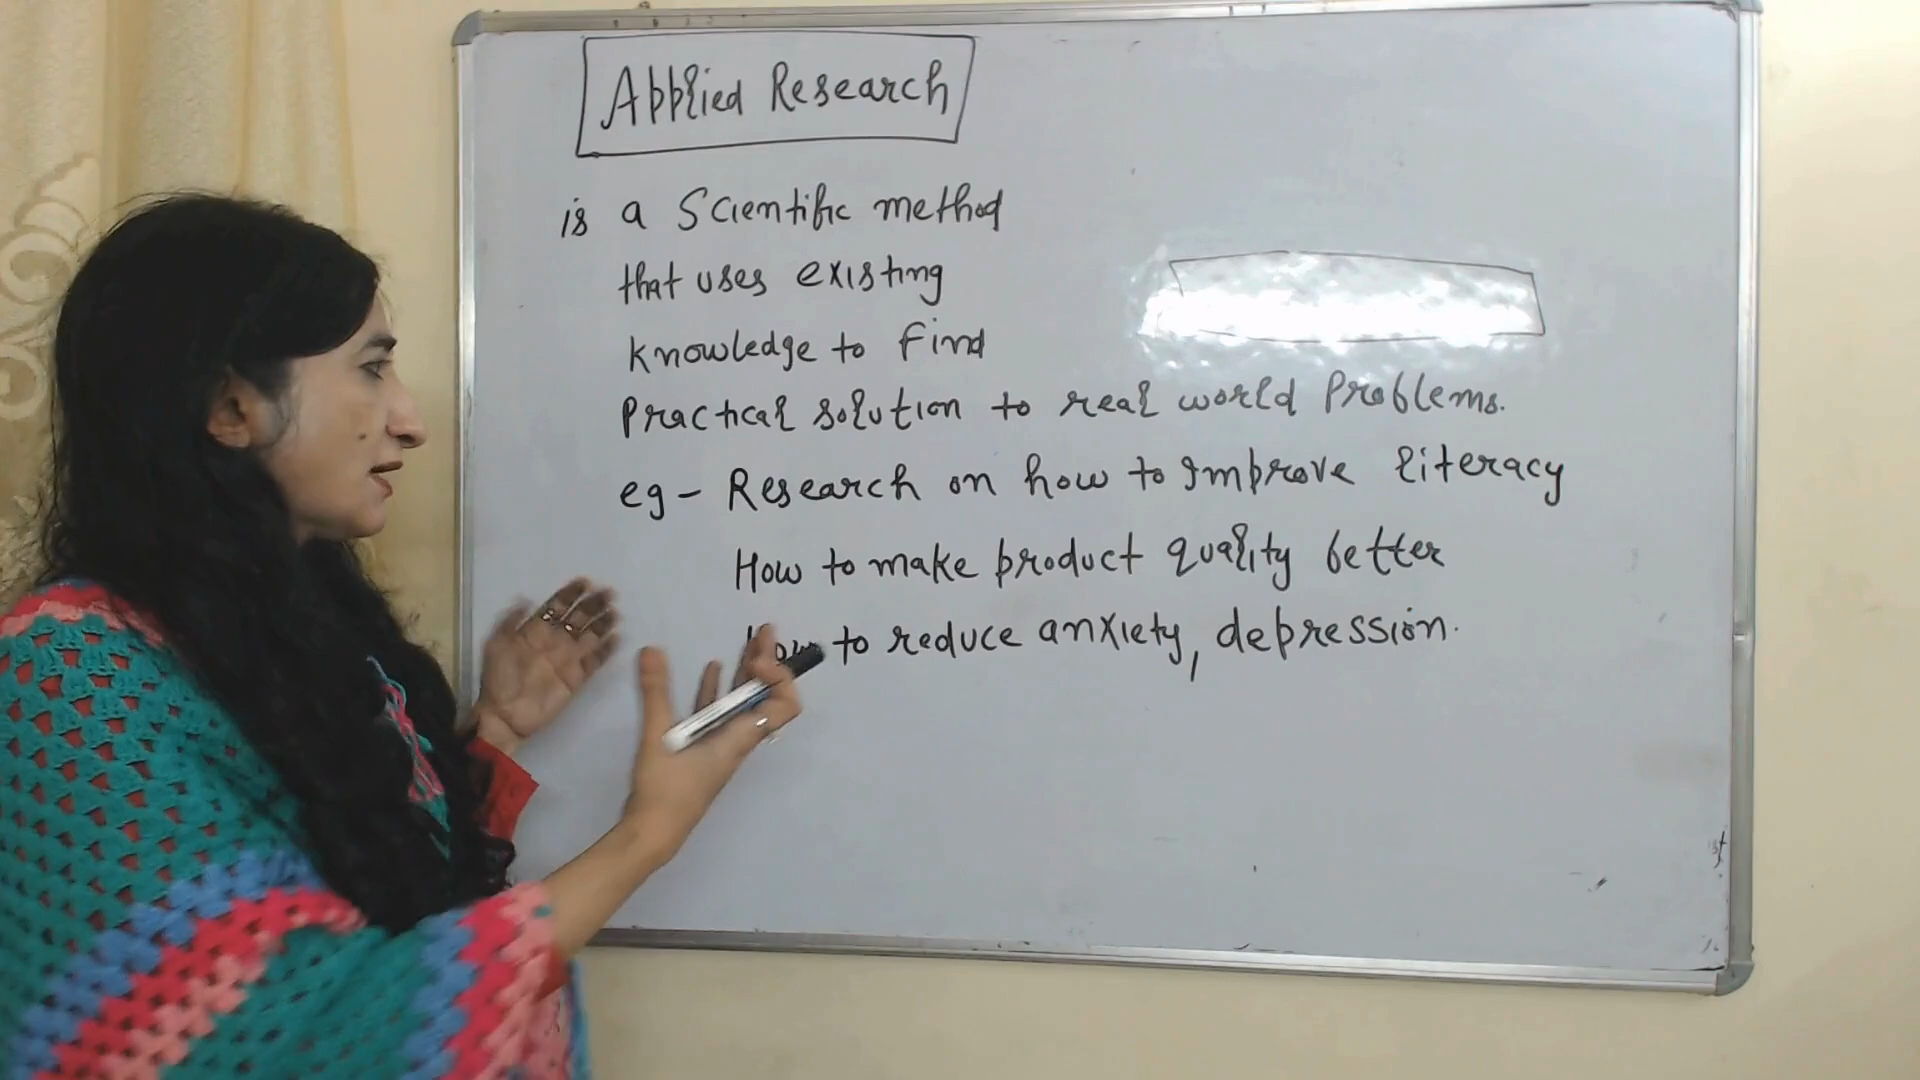 Applied Research
is a Scientific method
that uses existing
knowledge to find
Practical solution to real world Problems.
eg - Research on how to Improve literacy
How to make product quality better
How to reduce anxiety, depression.